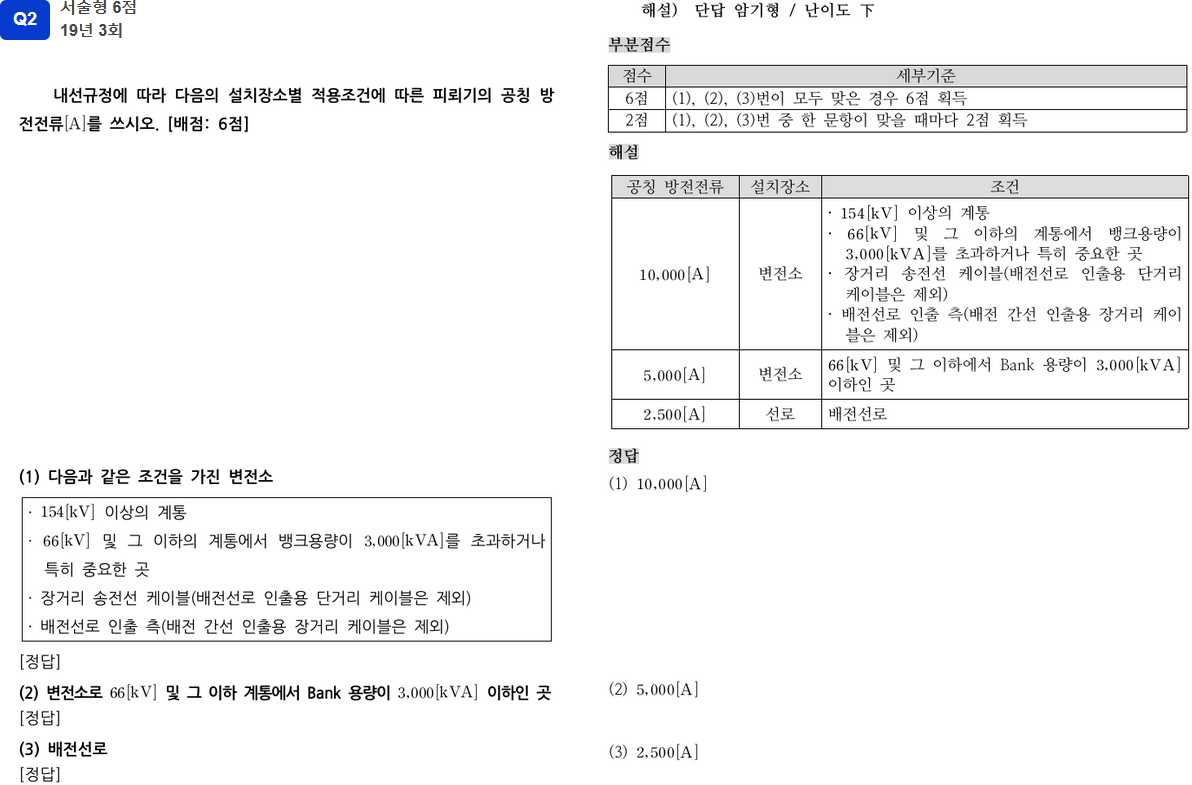 Q2
서술형 6점
19년 3회
내선규정에 따라 다음의 설치장소별 적용조건에 따른 피뢰기의 공칭 방
전전류[A]를 쓰시오. [배점: 6점]
(1) 다음과 같은 조건을 가진 변전소
· 154[kV] 이상의 계통
· 66[kV] 및 그 이하의 계통에서 뱅크용량이 3,000[kVA]를 초과하거나
특히 중요한 곳
· 장거리 송전선 케이블(배전선로 인출용 단거리 케이블은 제외)
· 배전선로 인출 측(배전 간선 인출용 장거리 케이블은 제외)
[정답]
(2) 변전소로 66[kV] 및 그 이하 계통에서 Bank 용량이 3,000[kVA] 이하인 곳
[정답]
(3) 배전선로
[정답]
해설) 단답 암기형 / 난이도 下
부분점수
점수 세부기준
6점 (1), (2), (3)번이 모두 맞은 경우 6점 획득
2점 (1), (2), (3)번 중 한 문항이 맞을 때마다 2점 획득
해설
공칭 방전전류 설치장소 조건
10,000[A] 변전소
· 154[kV] 이상의 계통
· 66[kV] 및 그 이하의 계통에서 뱅크용량이
3,000[kVA]를 초과하거나 특히 중요한 곳
· 장거리 송전선 케이블(배전선로 인출용 단거리
케이블은 제외)
· 배전선로 인출 측(배전 간선 인출용 장거리 케이
블은 제외)
5,000[A] 변전소
66[kV] 및 그 이하에서 Bank 용량이 3,000[kVA]
이하인 곳
2,500[A] 선로 배전선로
정답
(1) 10,000[A]
(2) 5,000[A]
(3) 2,500[A]